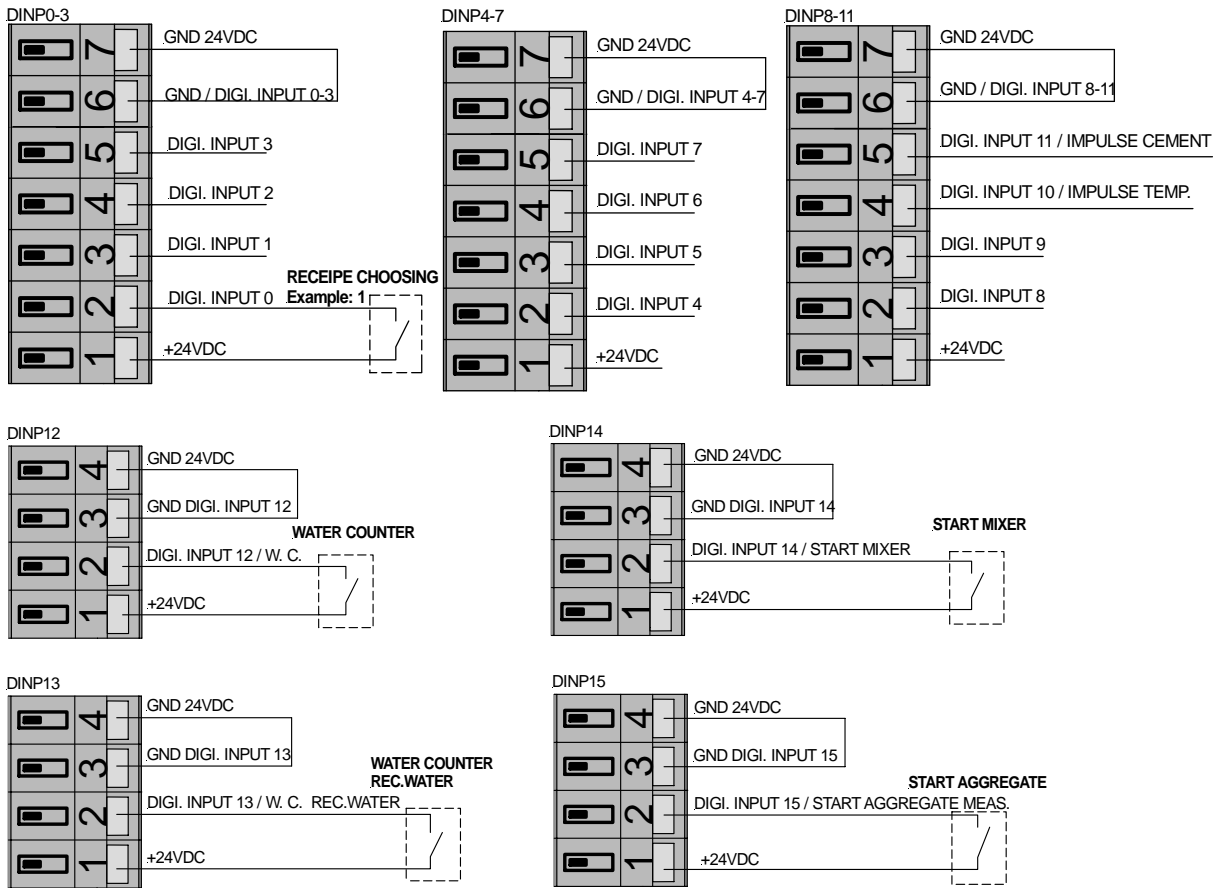 DINP0-3
7 GND 24VDC
6 GND / DIGI. INPUT 0-3
5 DIGI. INPUT 3
4 DIGI. INPUT 2
3 DIGI. INPUT 1
2 DIGI. INPUT 0
1 +24VDC
RECEIPE CHOOSING
Example: 1
DINP4-7
7 GND 24VDC
6 GND / DIGI. INPUT 4-7
5 DIGI. INPUT 7
4 DIGI. INPUT 6
3 DIGI. INPUT 5
2 DIGI. INPUT 4
1 +24VDC
DINP8-11
7 GND 24VDC
6 GND / DIGI. INPUT 8-11
5 DIGI. INPUT 11 / IMPULSE CEMENT
4 DIGI. INPUT 10 / IMPULSE TEMP.
3 DIGI. INPUT 9
2 DIGI. INPUT 8
1 +24VDC
DINP12
4 GND 24VDC
3 GND DIGI. INPUT 12
2 DIGI. INPUT 12 / W. C.
1 +24VDC
WATER COUNTER
DINP14
4 GND 24VDC
3 GND DIGI. INPUT 14
2 DIGI. INPUT 14 / START MIXER
1 +24VDC
START MIXER
DINP13
4 GND 24VDC
3 GND DIGI. INPUT 13
2 DIGI. INPUT 13 / W. C. REC.WATER
1 +24VDC
WATER COUNTER
REC.WATER
DINP15
4 GND 24VDC
3 GND DIGI. INPUT 15
2 DIGI. INPUT 15 / START AGGREGATE MEAS.
1 +24VDC
START AGGREGATE